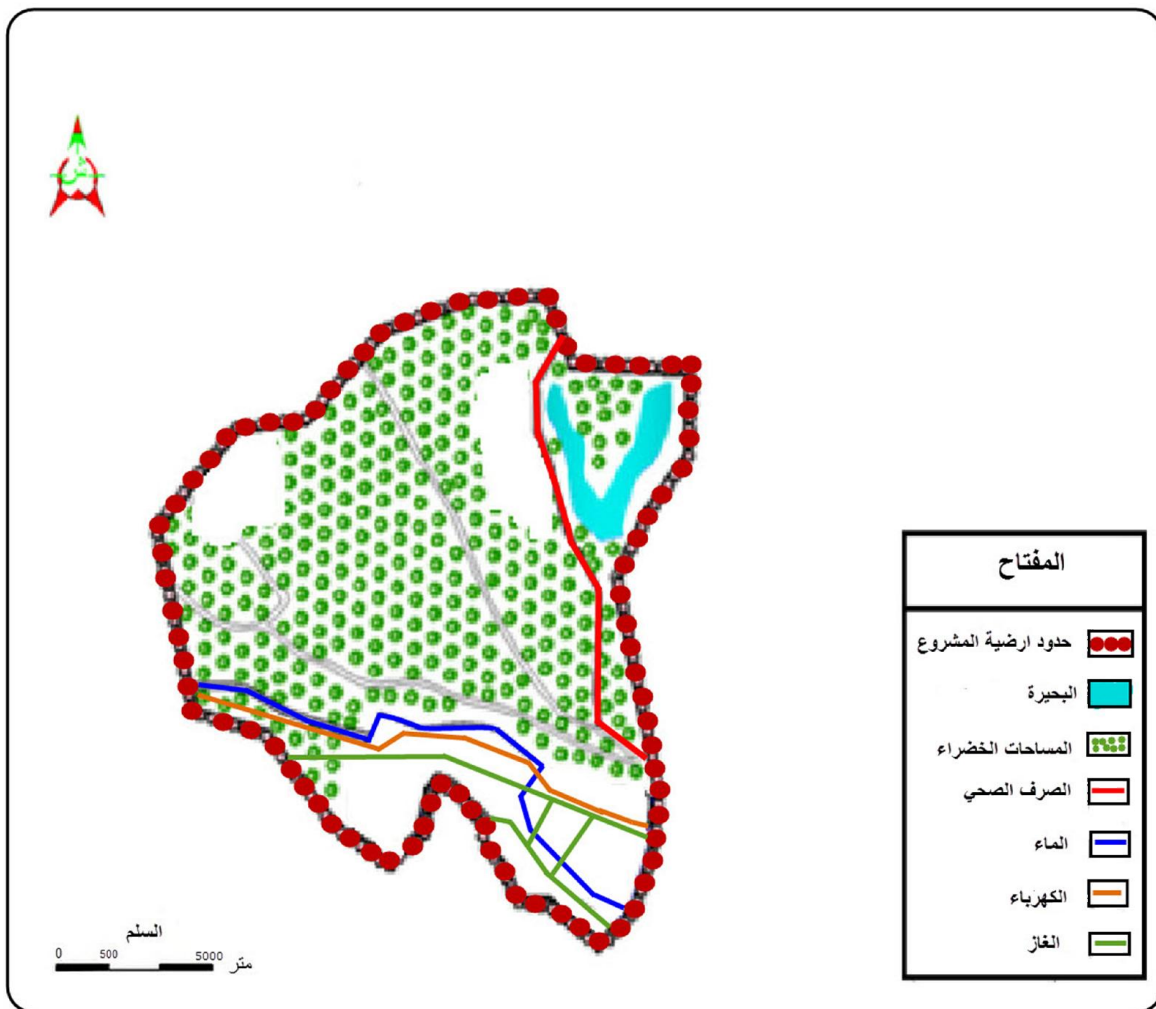 ش
المفتاح
حدود ارضية المشروع
البحيرة
المساحات الخضراء
الصرف الصحي
الماء
الكهرباء
الغاز
السلم
0 500 5000 متر